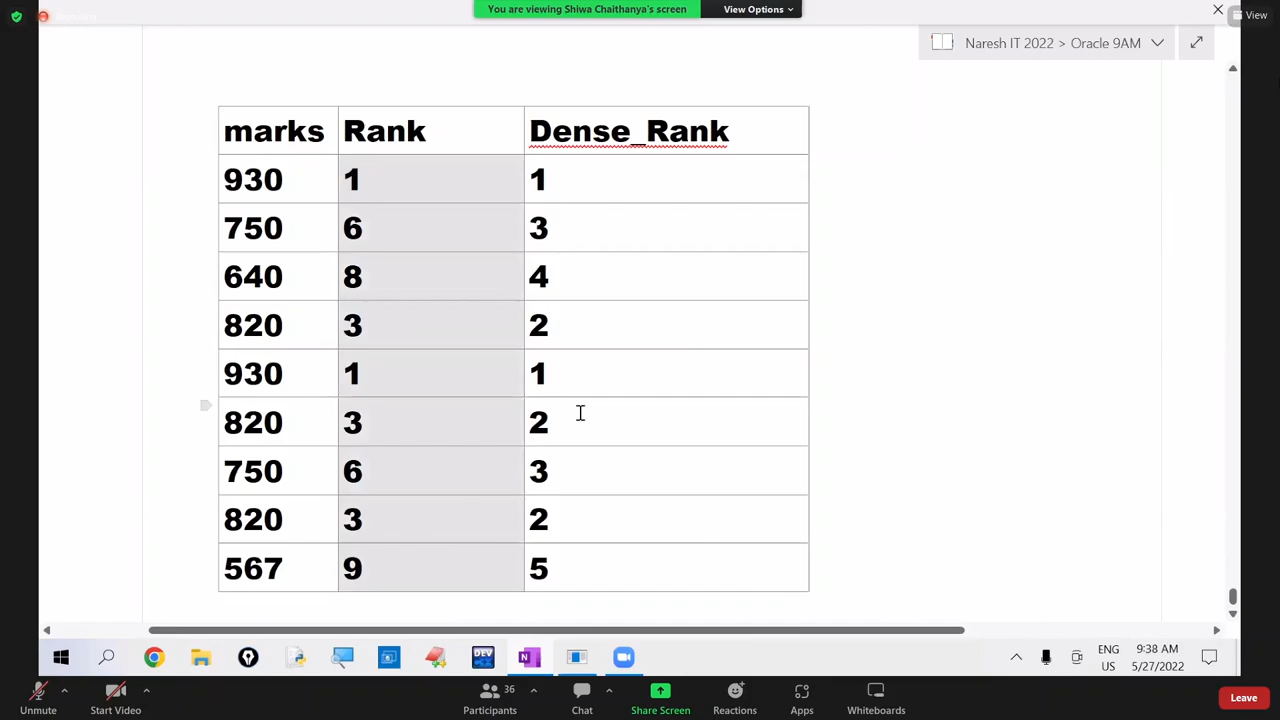 You are viewing Shiwa Chaithanya's screen
View Options
View
Naresh IT 2022 > Oracle 9AM
marks Rank Dense_Rank
930 1 1
750 6 3
640 8 4
820 3 2
930 1 1
820 3 2
750 6 3
820 3 2
567 9 5
DEV
ENG
US
9:38 AM
5/27/2022
Unmute
Start Video
36
Participants
Chat
Share Screen
Reactions
Apps
Whiteboards
Leave